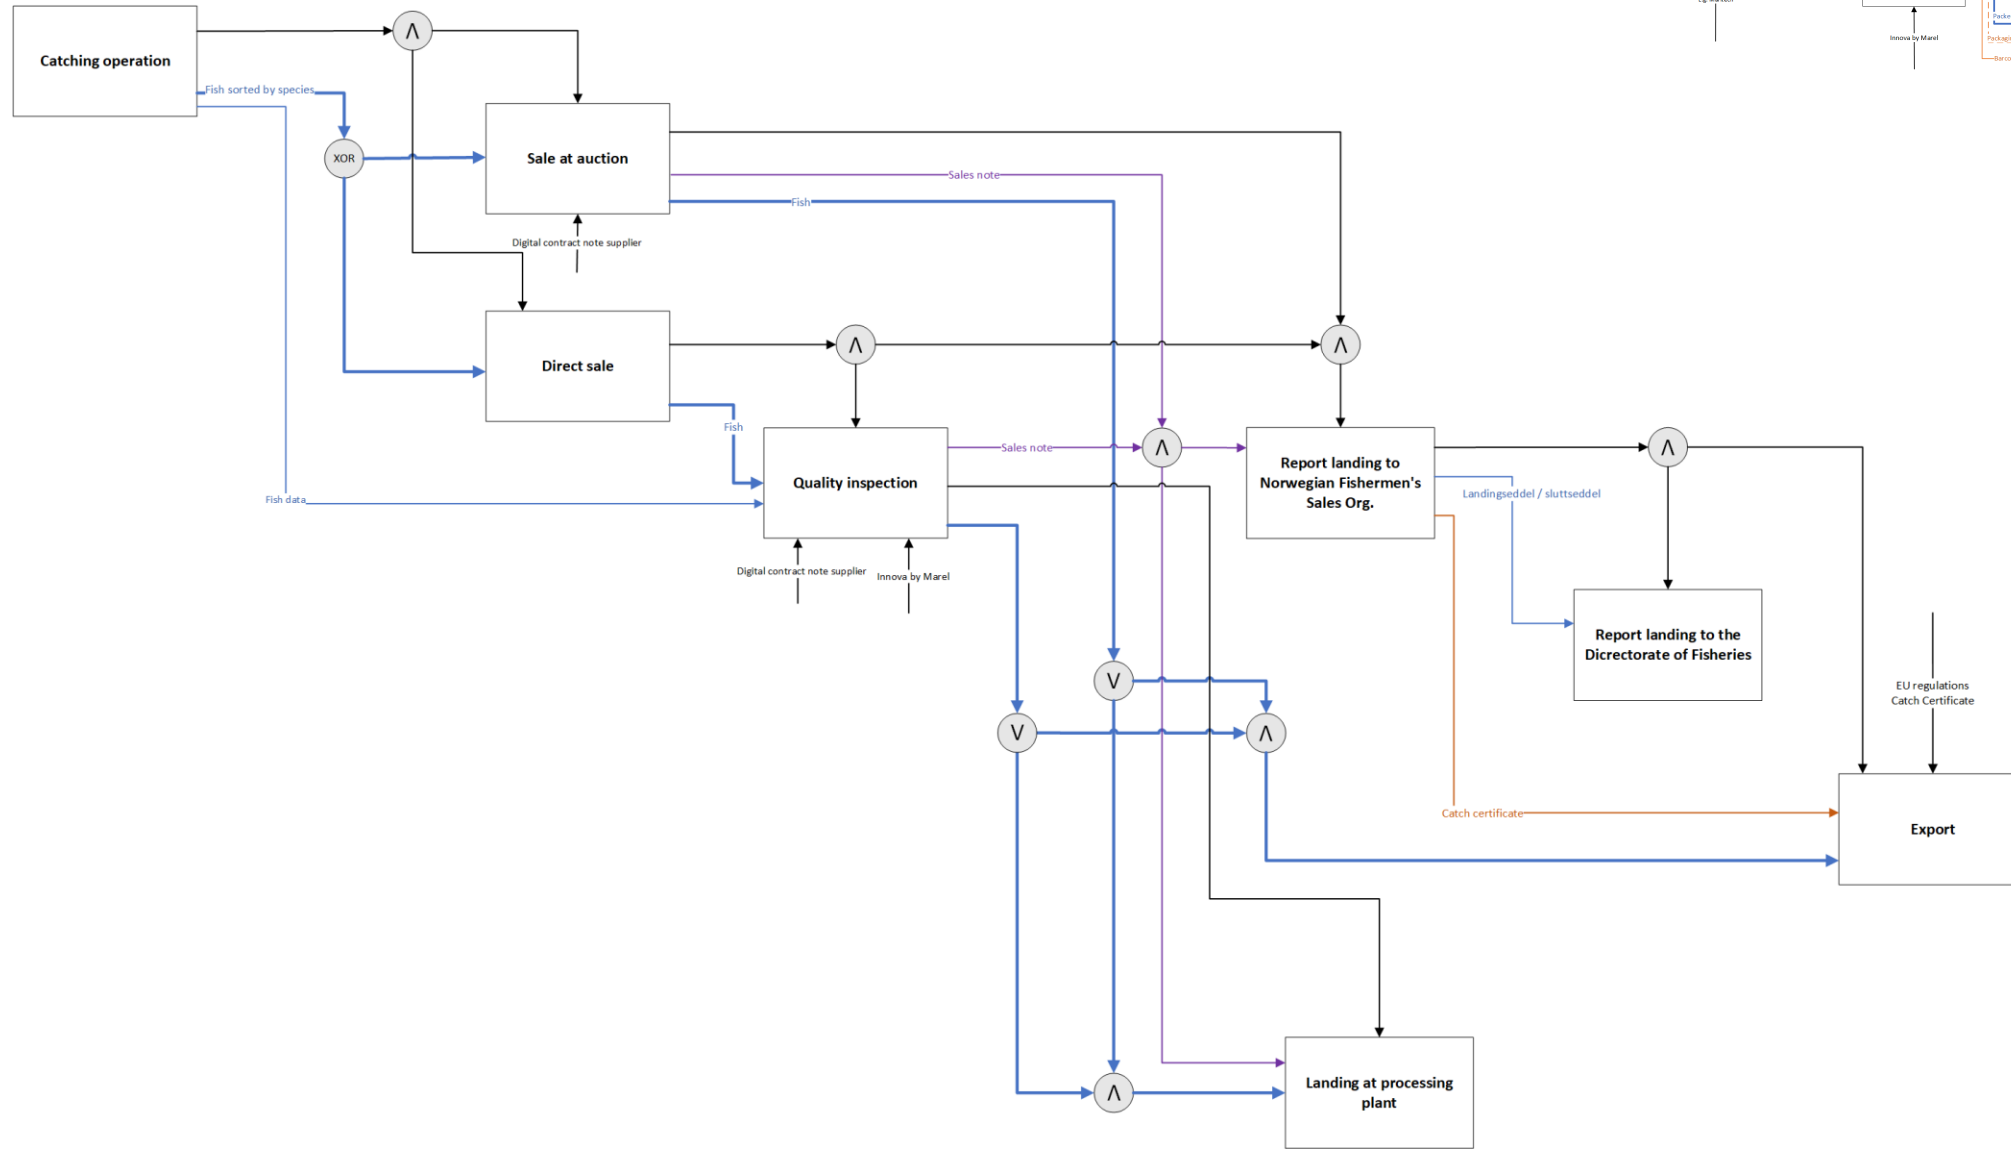 Innova by Marel
Catching operation
Λ
Fish sorted by species
XOR
Sale at auction
Sales note
Fish
Digital contract note supplier
Direct sale
Λ
Λ
Fish
Sales note
Λ
Λ
Quality inspection
Report landing to
Norwegian Fishermen's
Sales Org.
Landingseddel / sluttseddel
Fish data
Digital contract note supplier
Innova by Marel
Report landing to the
Dicrectorate of Fisheries
V
EU regulations
Catch Certificate
V
Λ
Catch certificate
Export
Landing at processing
plant
Λ